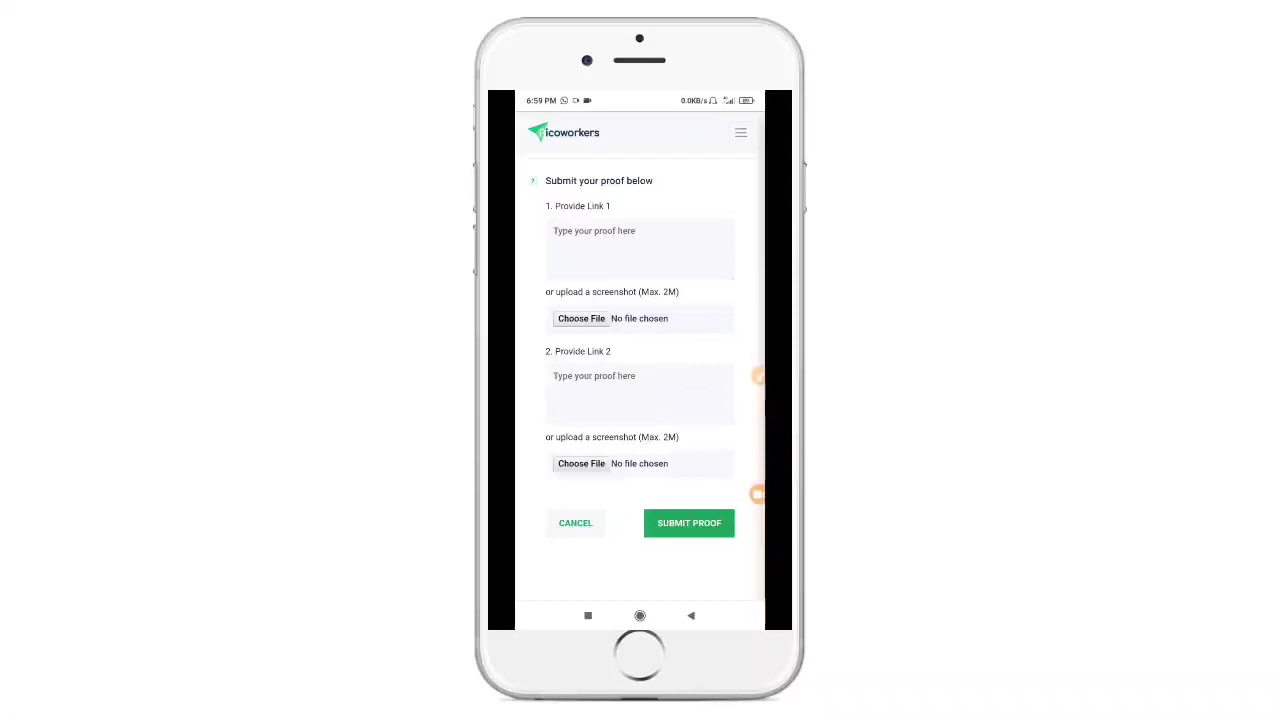 6:59 PM 0.0KB/s
icoworkers
? Submit your proof below
1. Provide Link 1
Type your proof here
or upload a screenshot (Max. 2M)
Choose File No file chosen
2. Provide Link 2
Type your proof here
or upload a screenshot (Max. 2M)
Choose File No file chosen
CANCEL SUBMIT PROOF